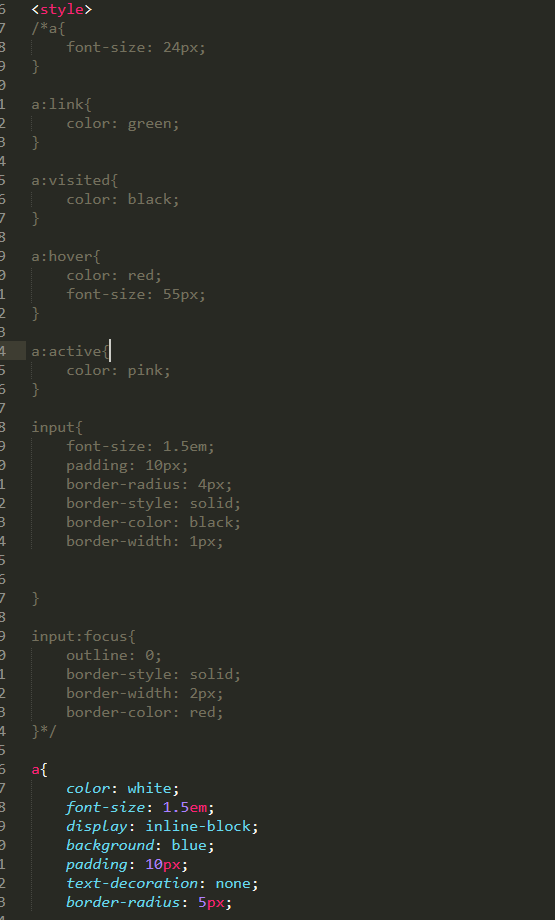 6 <style>
7 /*a{
8     font-size: 24px;
9 }
0
1 a:link{
2     color: green;
3 }
4
5 a:visited{
6     color: black;
7 }
8
9 a:hover{
0     color: red;
1     font-size: 55px;
2 }
3
4 a:active{
5     color: pink;
6 }
7
8 input{
9     font-size: 1.5em;
0     padding: 10px;
1     border-radius: 4px;
2     border-style: solid;
3     border-color: black;
4     border-width: 1px;
5
6
7 }
8
9 input:focus{
0     outline: 0;
1     border-style: solid;
2     border-width: 2px;
3     border-color: red;
4 }*/
5
6 a{
7     color: white;
8     font-size: 1.5em;
9     display: inline-block;
0     background: blue;
1     padding: 10px;
2     text-decoration: none;
3     border-radius: 5px;